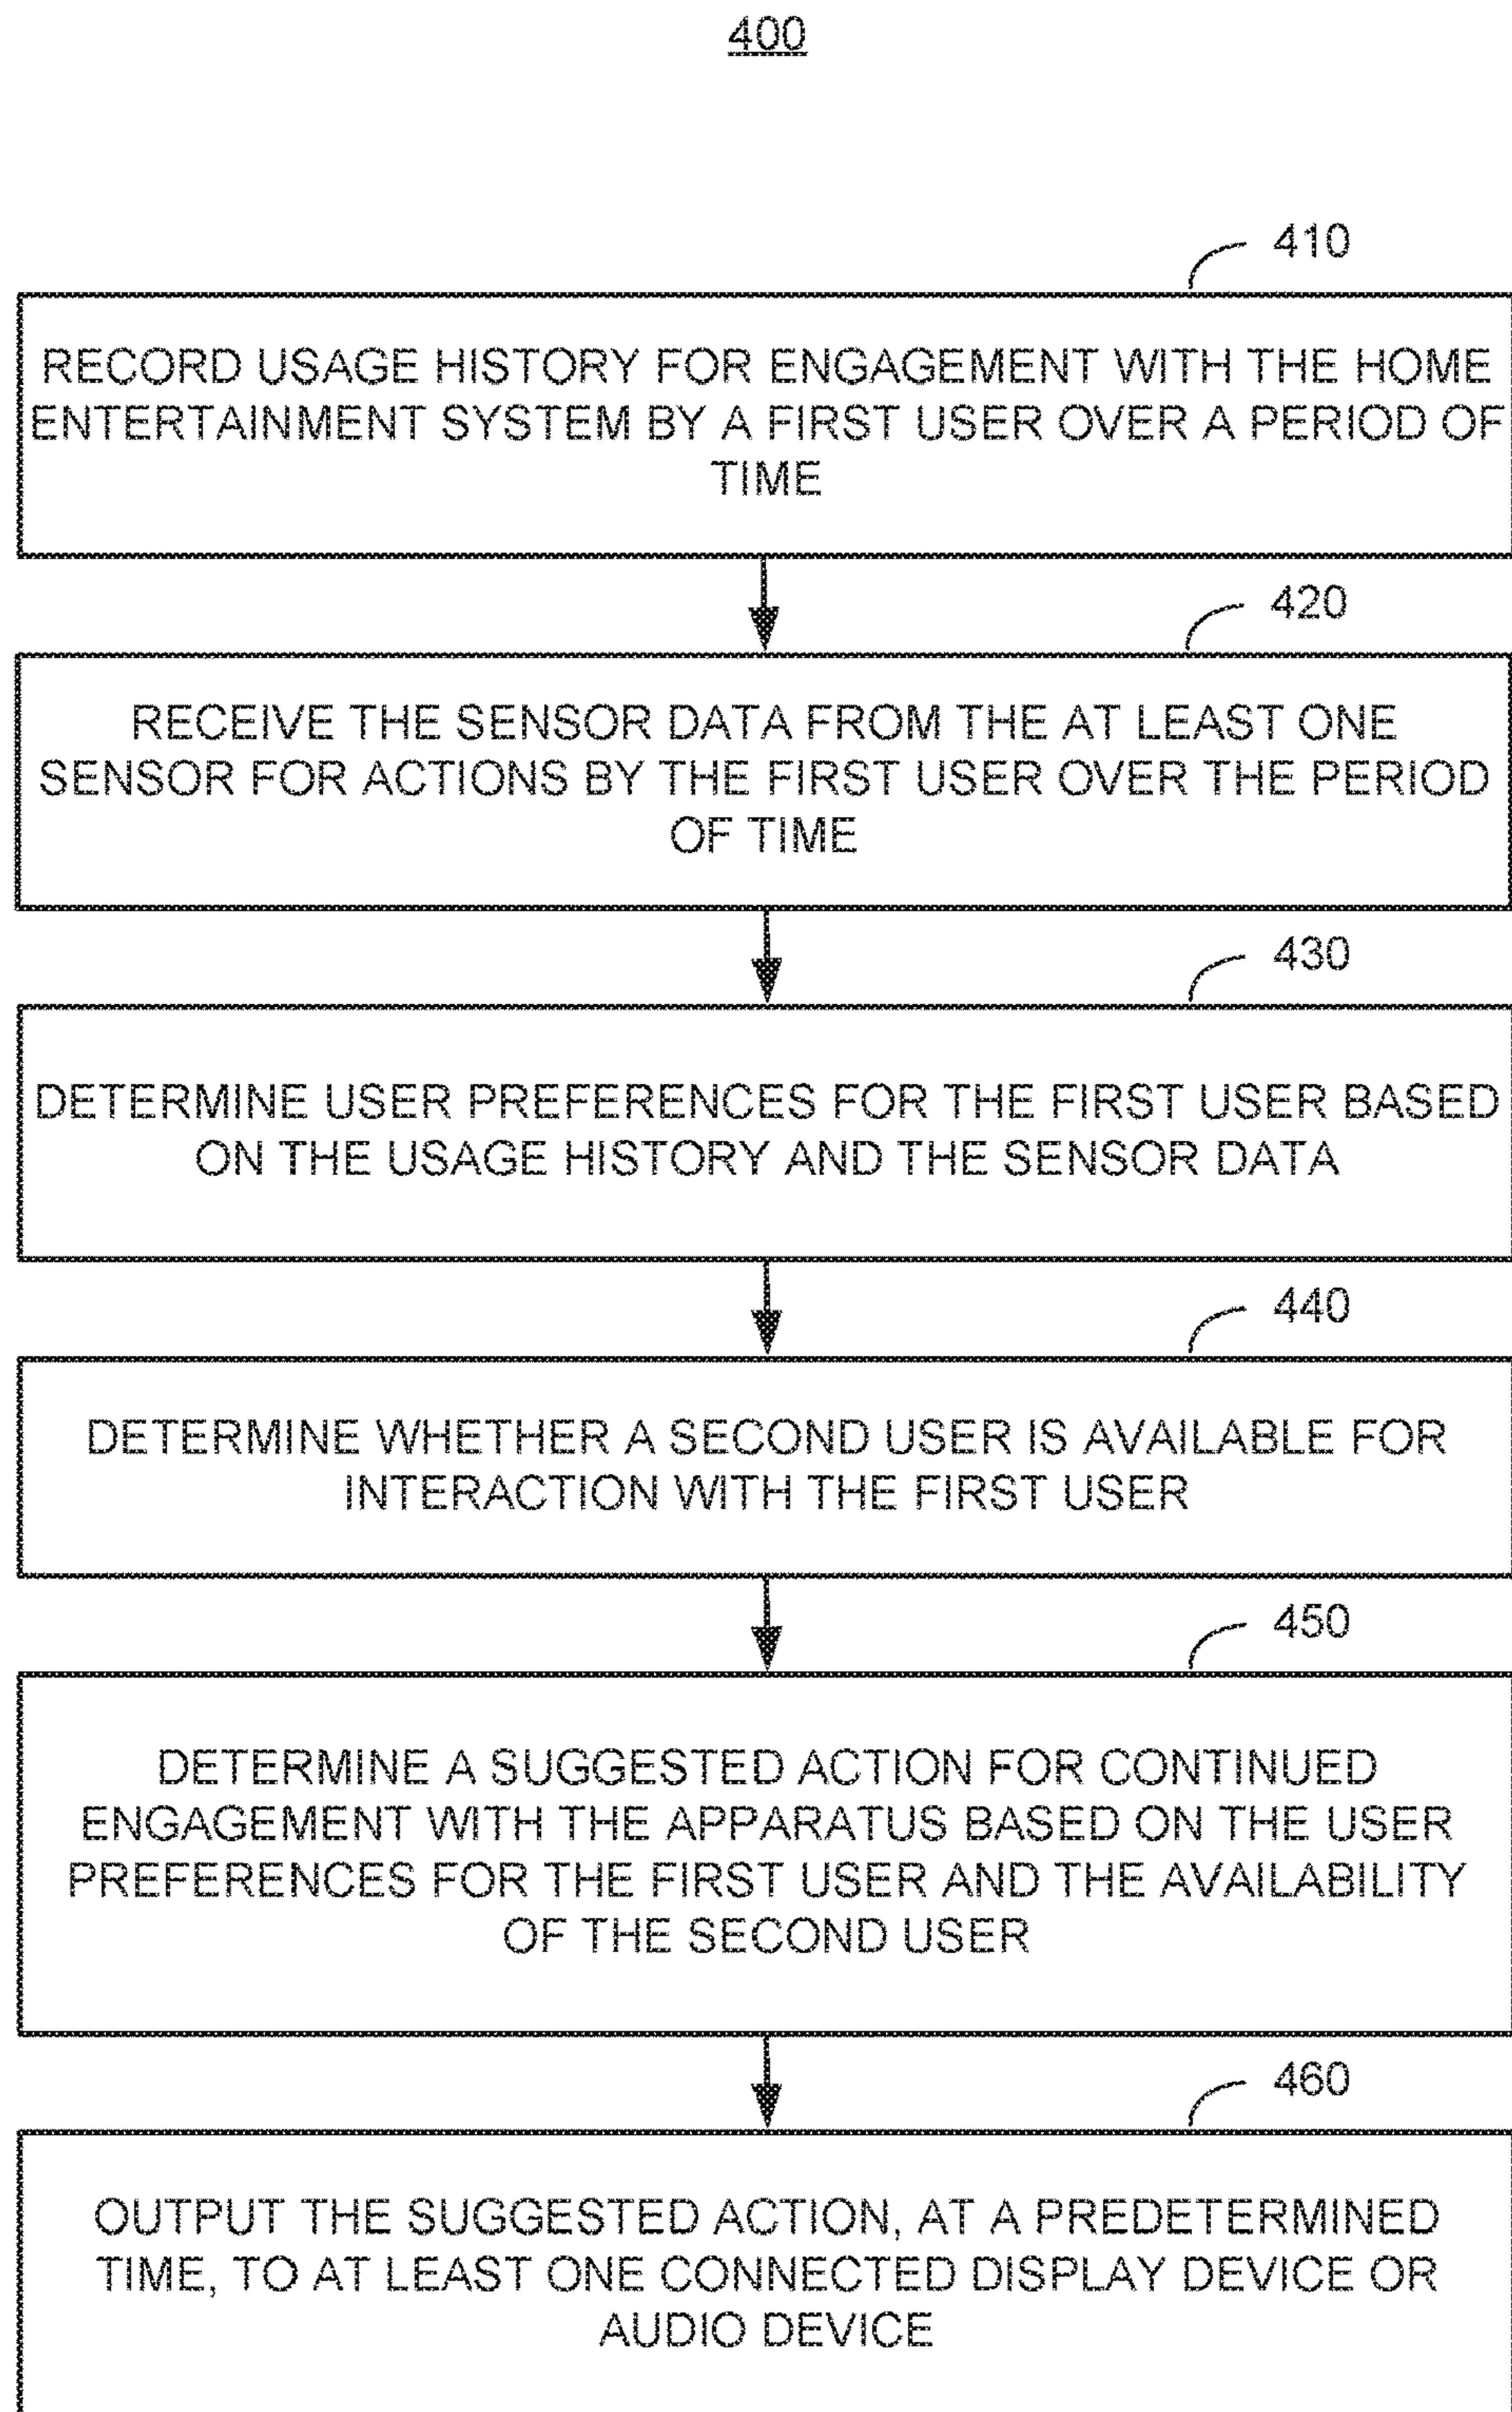 400
410
RECORD USAGE HISTORY FOR ENGAGEMENT WITH THE HOME
ENTERTAINMENT SYSTEM BY A FIRST USER OVER A PERIOD OF
TIME
420
RECEIVE THE SENSOR DATA FROM THE AT LEAST ONE
SENSOR FOR ACTIONS BY THE FIRST USER OVER THE PERIOD
OF TIME
430
DETERMINE USER PREFERENCES FOR THE FIRST USER BASED
ON THE USAGE HISTORY AND THE SENSOR DATA
440
DETERMINE WHETHER A SECOND USER IS AVAILABLE FOR
INTERACTION WITH THE FIRST USER
450
DETERMINE A SUGGESTED ACTION FOR CONTINUED
ENGAGEMENT WITH THE APPARATUS BASED ON THE USER
PREFERENCES FOR THE FIRST USER AND THE AVAILABILITY
OF THE SECOND USER
460
OUTPUT THE SUGGESTED ACTION, AT A PREDETERMINED
TIME, TO AT LEAST ONE CONNECTED DISPLAY DEVICE OR
AUDIO DEVICE